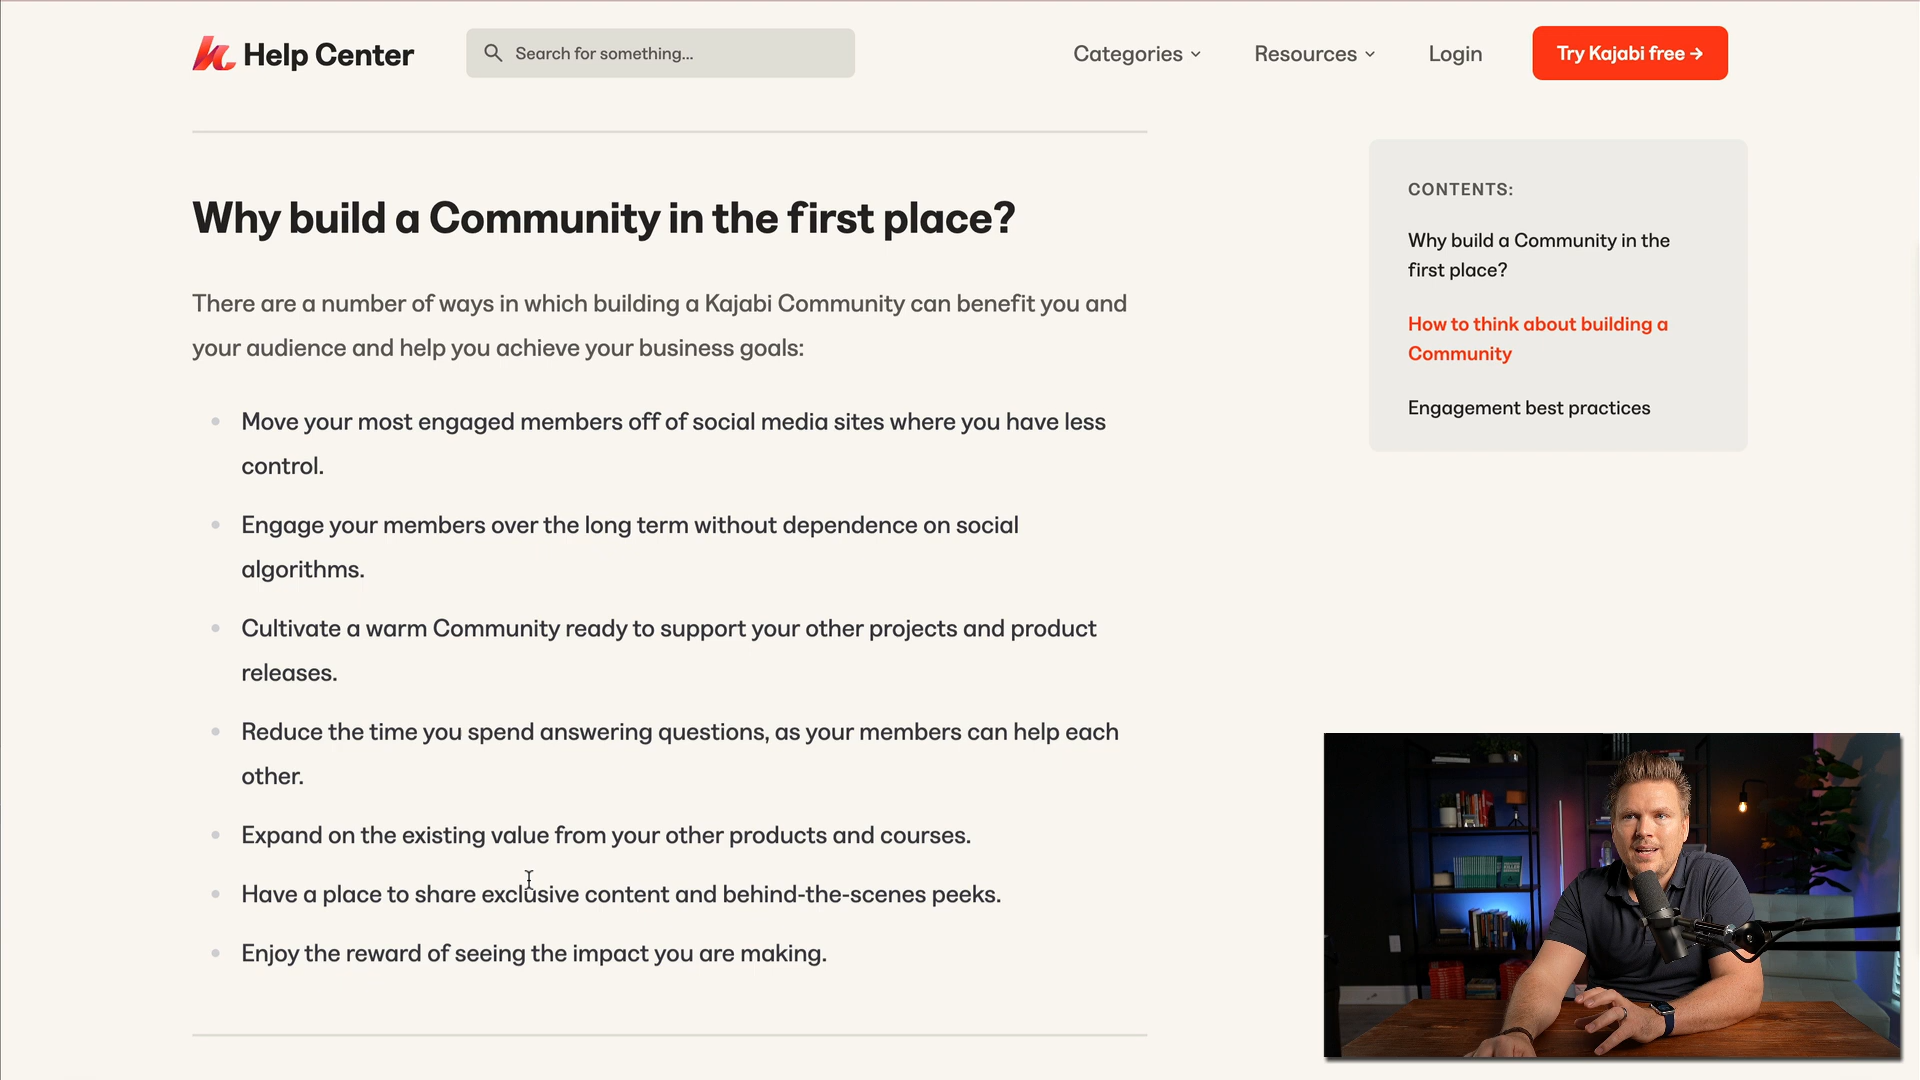 Help Center
Search for something...
Categories
Resources
Login
Try Kajabi free →
Why build a Community in the first place?
There are a number of ways in which building a Kajabi Community can benefit you and
your audience and help you achieve your business goals:
Move your most engaged members off of social media sites where you have less
control.
Engage your members over the long term without dependence on social
algorithms.
Cultivate a warm Community ready to support your other projects and product
releases.
Reduce the time you spend answering questions, as your members can help each
other.
Expand on the existing value from your other products and courses.
Have a place to share exclusive content and behind-the-scenes peeks.
Enjoy the reward of seeing the impact you are making.
CONTENTS:
Why build a Community in the
first place?
How to think about building a
Community
Engagement best practices